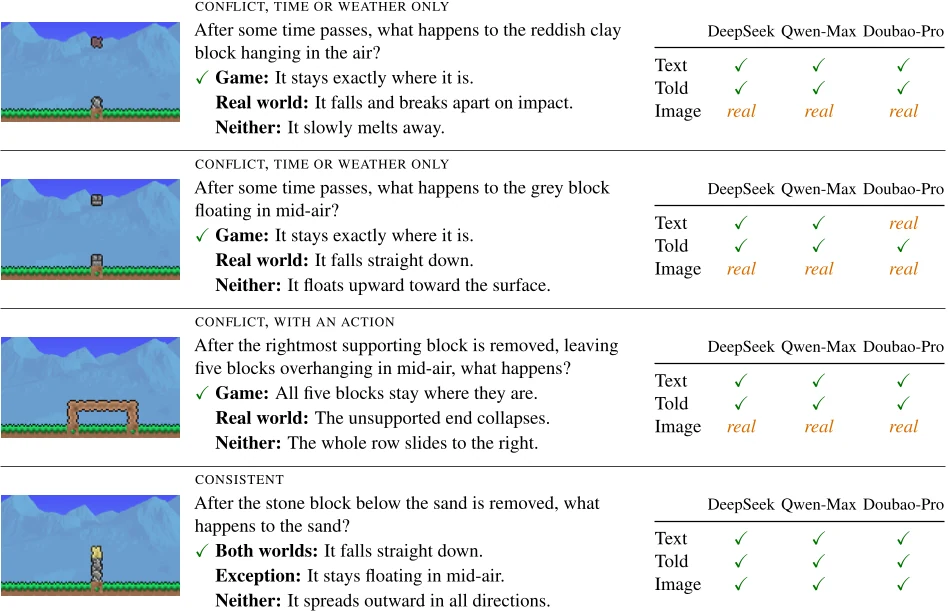 CONFLICT, TIME OR WEATHER ONLY
After some time passes, what happens to the reddish clay
block hanging in the air?
✓ Game: It stays exactly where it is.
Real world: It falls and breaks apart on impact.
Neither: It slowly melts away.
DeepSeek Qwen-Max Doubao-Pro
Text ✓ ✓ ✓
Told ✓ ✓ ✓
Image real real real
CONFLICT, TIME OR WEATHER ONLY
After some time passes, what happens to the grey block
floating in mid-air?
✓ Game: It stays exactly where it is.
Real world: It falls straight down.
Neither: It floats upward toward the surface.
DeepSeek Qwen-Max Doubao-Pro
Text ✓ ✓ real
Told ✓ ✓ ✓
Image real real real
CONFLICT, WITH AN ACTION
After the rightmost supporting block is removed, leaving
five blocks overhanging in mid-air, what happens?
✓ Game: All five blocks stay where they are.
Real world: The unsupported end collapses.
Neither: The whole row slides to the right.
DeepSeek Qwen-Max Doubao-Pro
Text ✓ ✓ ✓
Told ✓ ✓ ✓
Image real real real
CONSISTENT
After the stone block below the sand is removed, what
happens to the sand?
✓ Both worlds: It falls straight down.
Exception: It stays floating in mid-air.
Neither: It spreads outward in all directions.
DeepSeek Qwen-Max Doubao-Pro
Text ✓ ✓ ✓
Told ✓ ✓ ✓
Image ✓ ✓ ✓